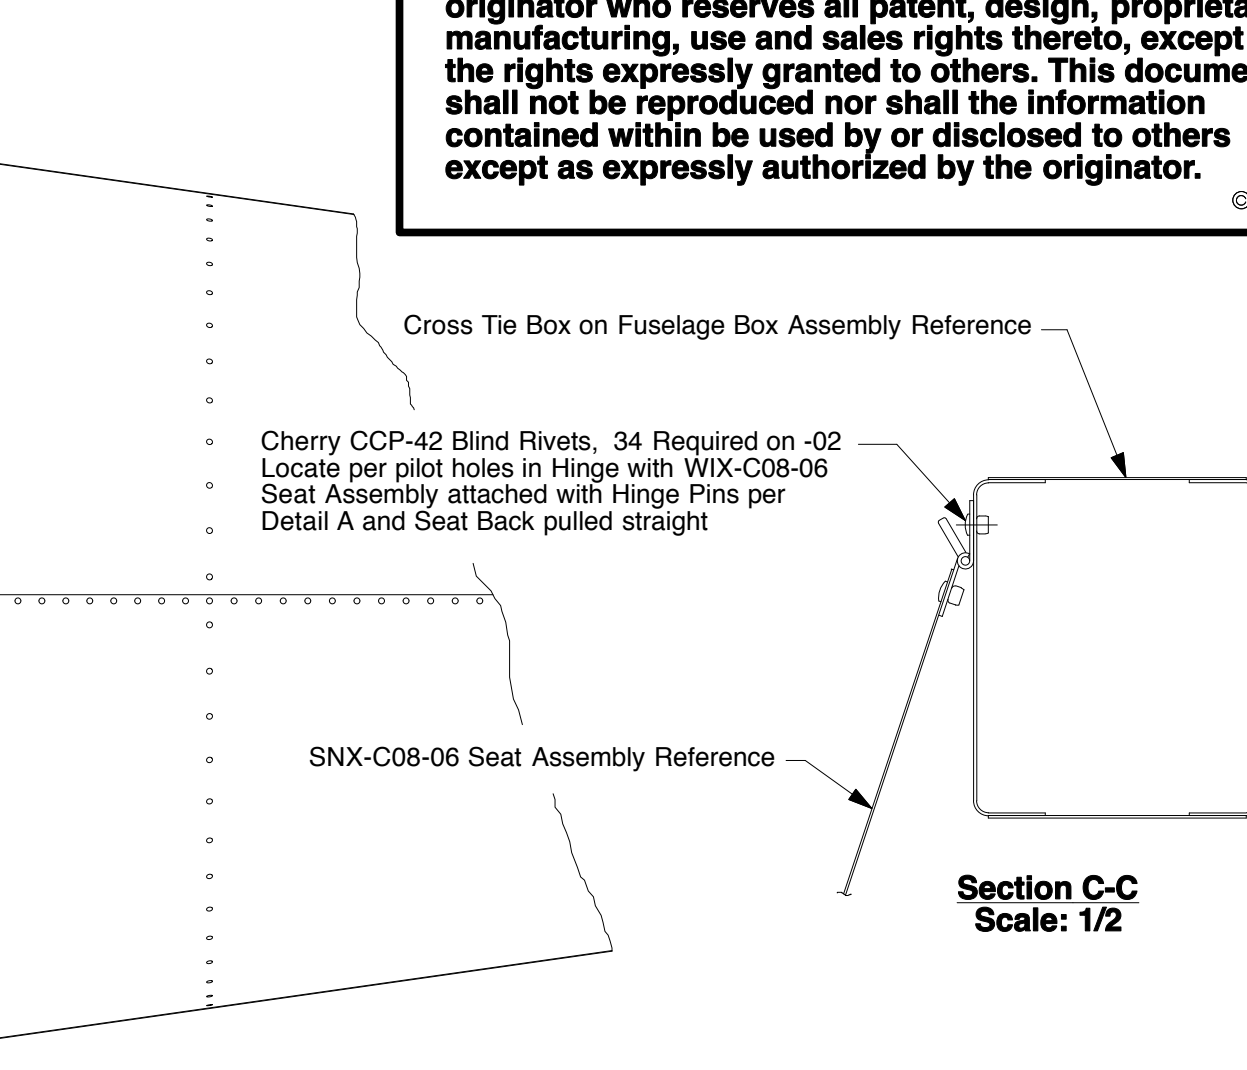 originator who reserves all patent, design,
manufacturing, use and sales rights thereto, except
the rights expressly granted to others. This
shall not be reproduced nor shall the information
contained within be used by or disclosed to others
except as expressly authorized by the originator.
©
Cross Tie Box on Fuselage Box Assembly Reference
Cherry CCP-42 Blind Rivets, 34 Required on -02
Locate per pilot holes in Hinge with WIX-C08-06
Seat Assembly attached with Hinge Pins per
Detail A and Seat Back pulled straight
SNX-C08-06 Seat Assembly Reference
Section C-C
Scale: 1/2